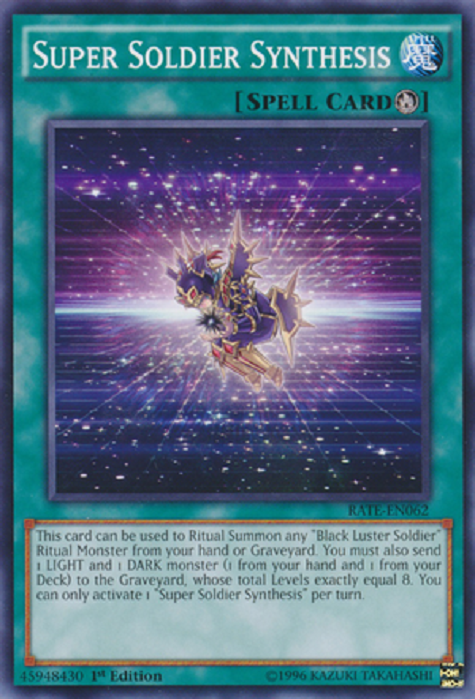 SUPER SOLDIER SYNTHESIS
[SPELL CARD]
RATE-EN062
This card can be used to Ritual Summon any "Black Luster Soldier"
Ritual Monster from your hand or Graveyard. You must also send
1 LIGHT and 1 DARK monster (1 from your hand and 1 from your
Deck) to the Graveyard, whose total Levels exactly equal 8. You
can only activate 1 "Super Soldier Synthesis" per turn.
45948430 1st Edition ©1996 KAZUKI TAKAHASHI